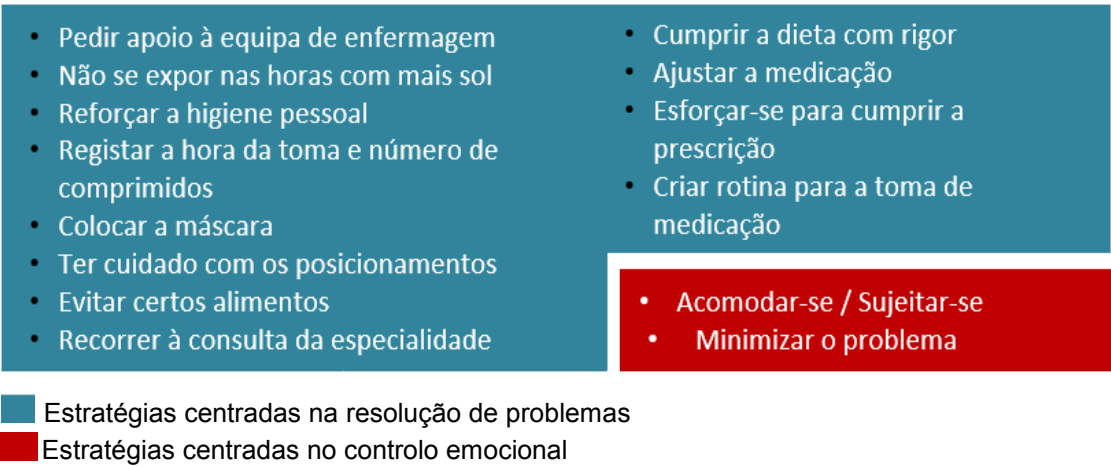 • Pedir apoio à equipa de enfermagem
• Não se expor nas horas com mais sol
• Reforçar a higiene pessoal
• Registar a hora da toma e número de
comprimidos
• Colocar a máscara
• Ter cuidado com os posicionamentos
• Evitar certos alimentos
• Recorrer à consulta da especialidade
• Cumprir a dieta com rigor
• Ajustar a medicação
• Esforçar-se para cumprir a
prescrição
• Criar rotina para a toma de
medicação
• Acomodar-se / Sujeitar-se
• Minimizar o problema
Estratégias centradas na resolução de problemas
Estratégias centradas no controlo emocional